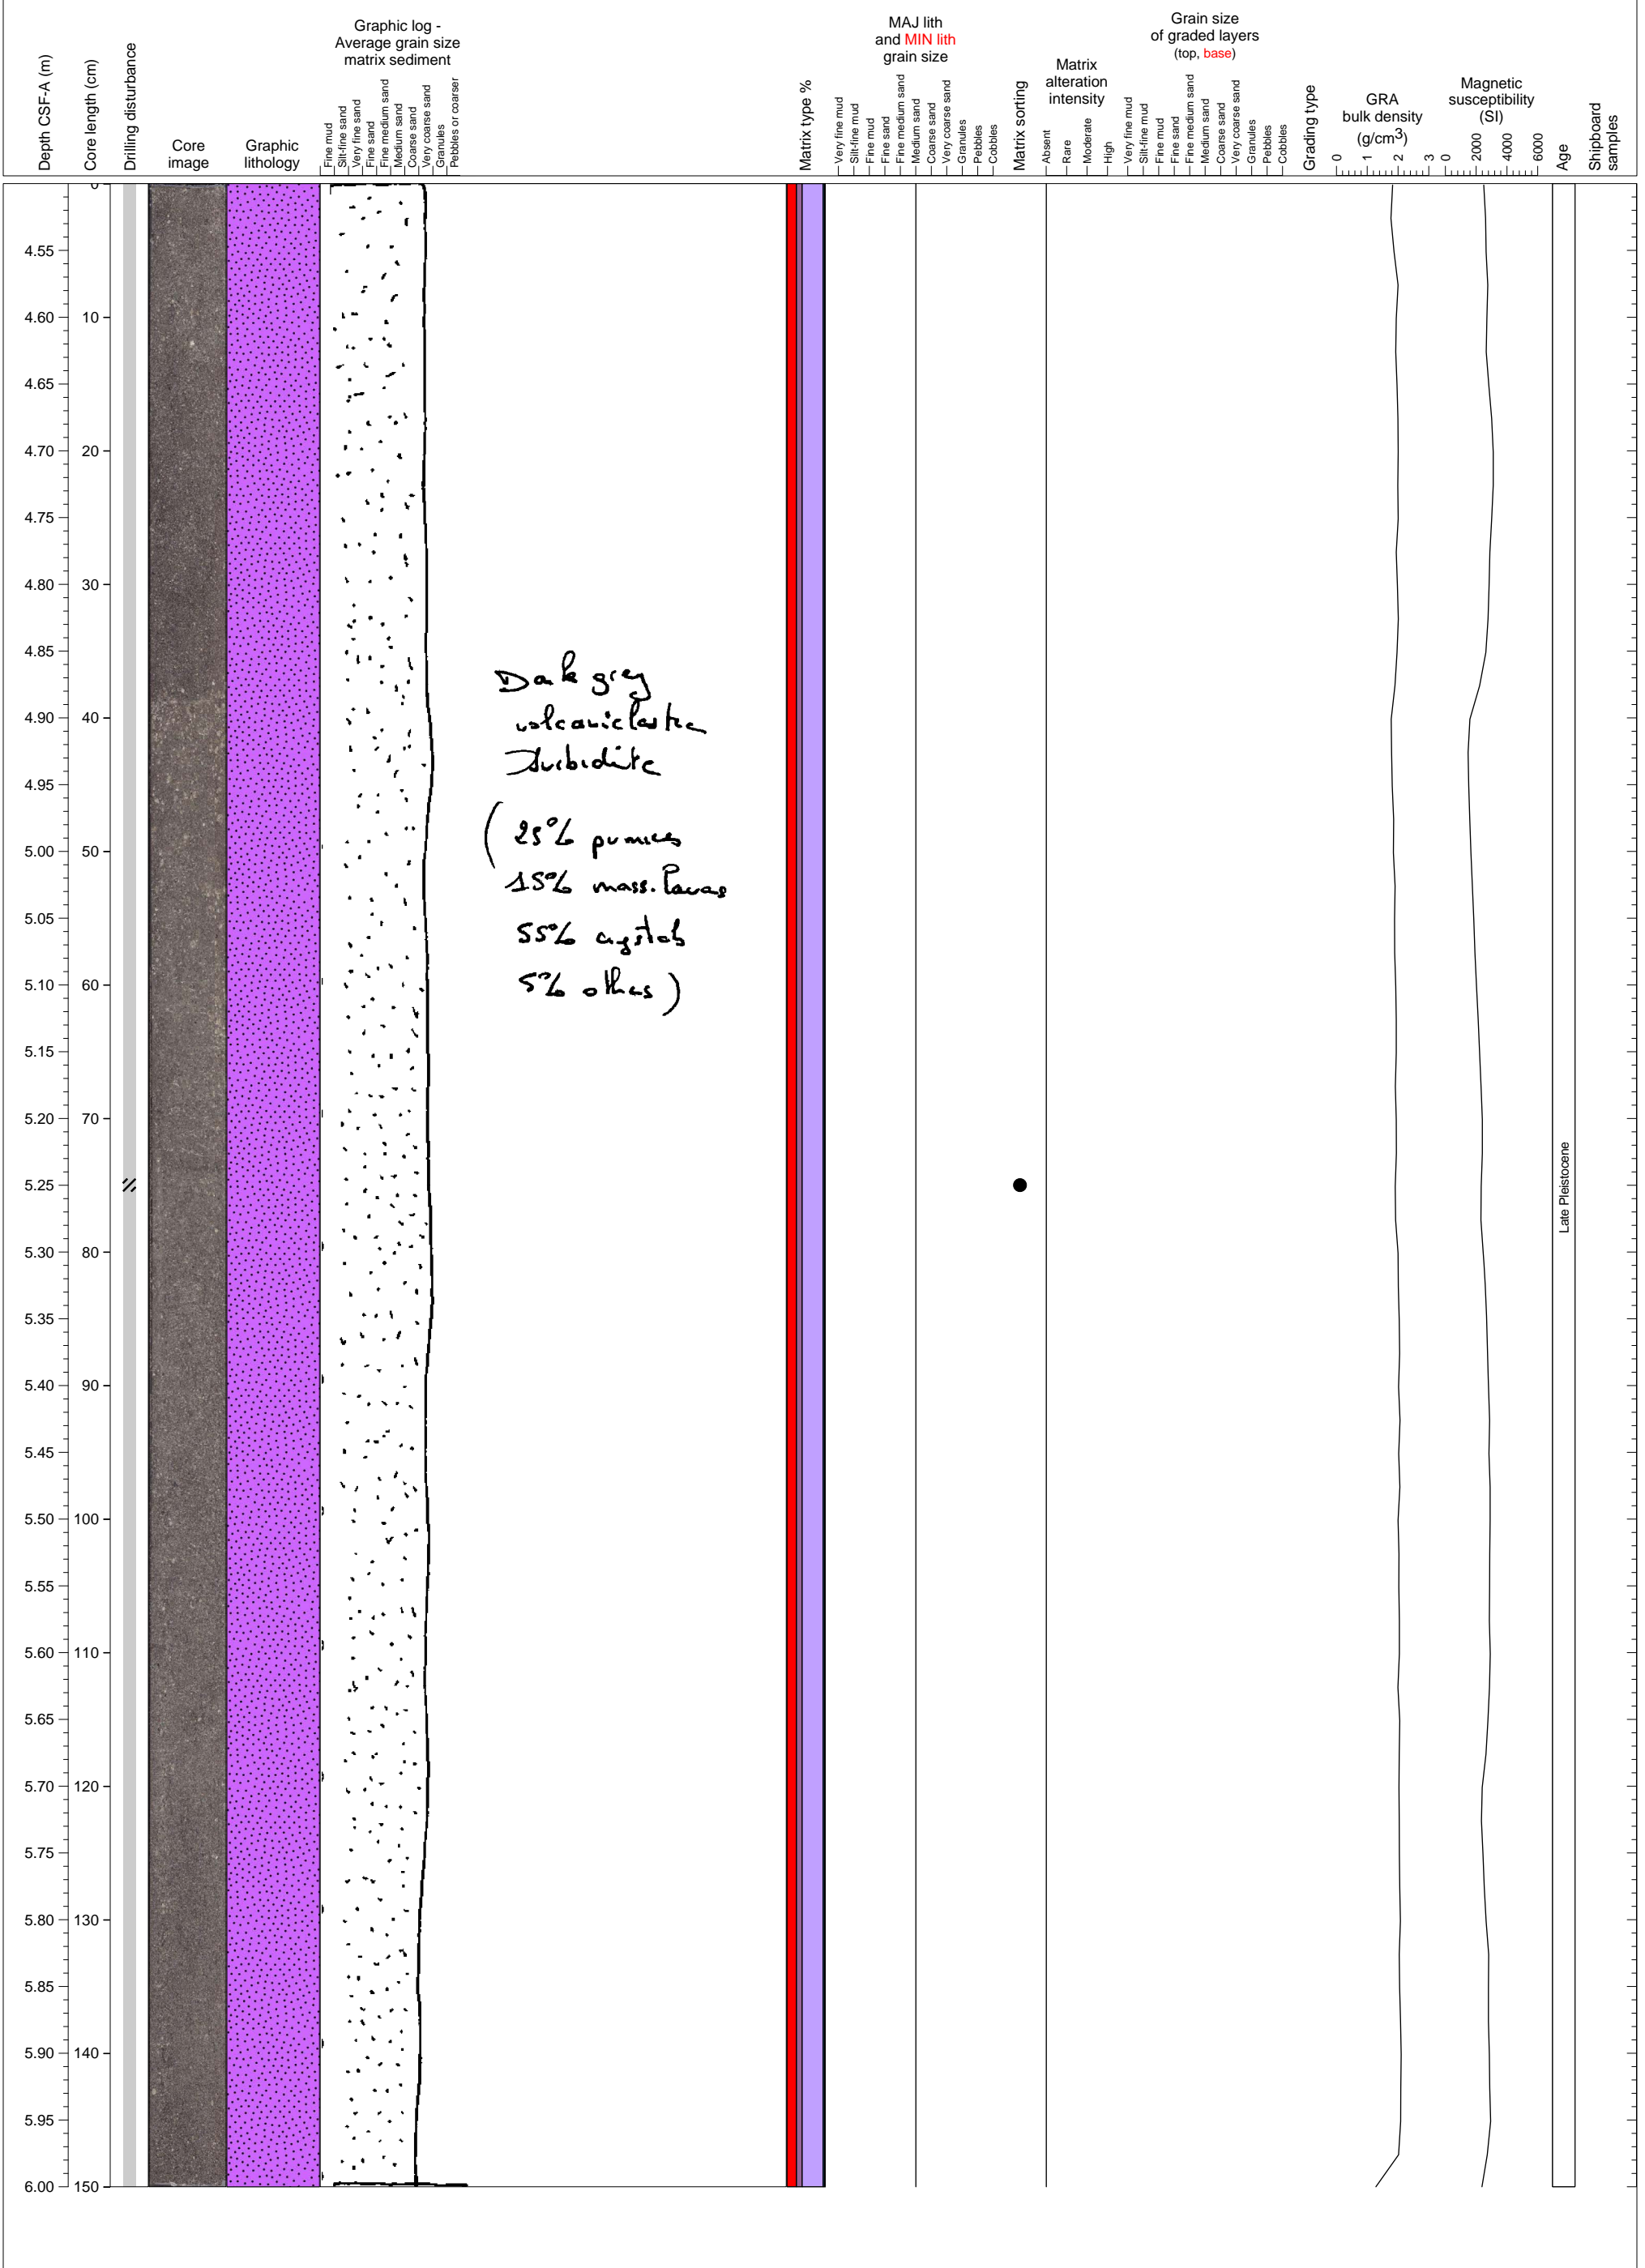 Graphic log -
Average grain size
matrix sediment
MAJ lith
and MIN lith
grain size
Grain size
of graded layers
(top, base)
Matrix
alteration
intensity
GRA
bulk density
(g/cm3)
Magnetic
susceptibility
(SI)
Depth CSF-A (m)
Core length (cm)
Drilling disturbance
Core
image
Graphic
lithology
Fine mud
Silt-fine sand
Very fine sand
Fine sand
Fine medium sand
Medium sand
Coarse sand
Very coarse sand
Granules
Pebbles or coarser
Matrix type %
Very fine mud
Silt-fine mud
Fine mud
Fine sand
Fine medium sand
Medium sand
Coarse sand
Very coarse sand
Granules
Pebbles
Cobbles
Matrix sorting
Absent
Rare
Moderate
High
Very fine mud
Silt-fine mud
Fine mud
Fine sand
Fine medium sand
Medium sand
Coarse sand
Very coarse sand
Granules
Pebbles
Cobbles
Grading type
0 1 2 3
0 2000 4000 6000
Age
Shipboard
samples
0
4.55
4.60 10
4.65
4.70 20
4.75
4.80 30
4.85
4.90 40
4.95
5.00 50
5.05
5.10 60
5.15
5.20 70
5.25
5.30 80
5.35
5.40 90
5.45
5.50 100
5.55
5.60 110
5.65
5.70 120
5.75
5.80 130
5.85
5.90 140
5.95
6.00 150
Dark grey
volcaniclastic
Turbidite
( 25% pumices
15% mass. lavas
55% crystals
5% others )
Late Pleistocene